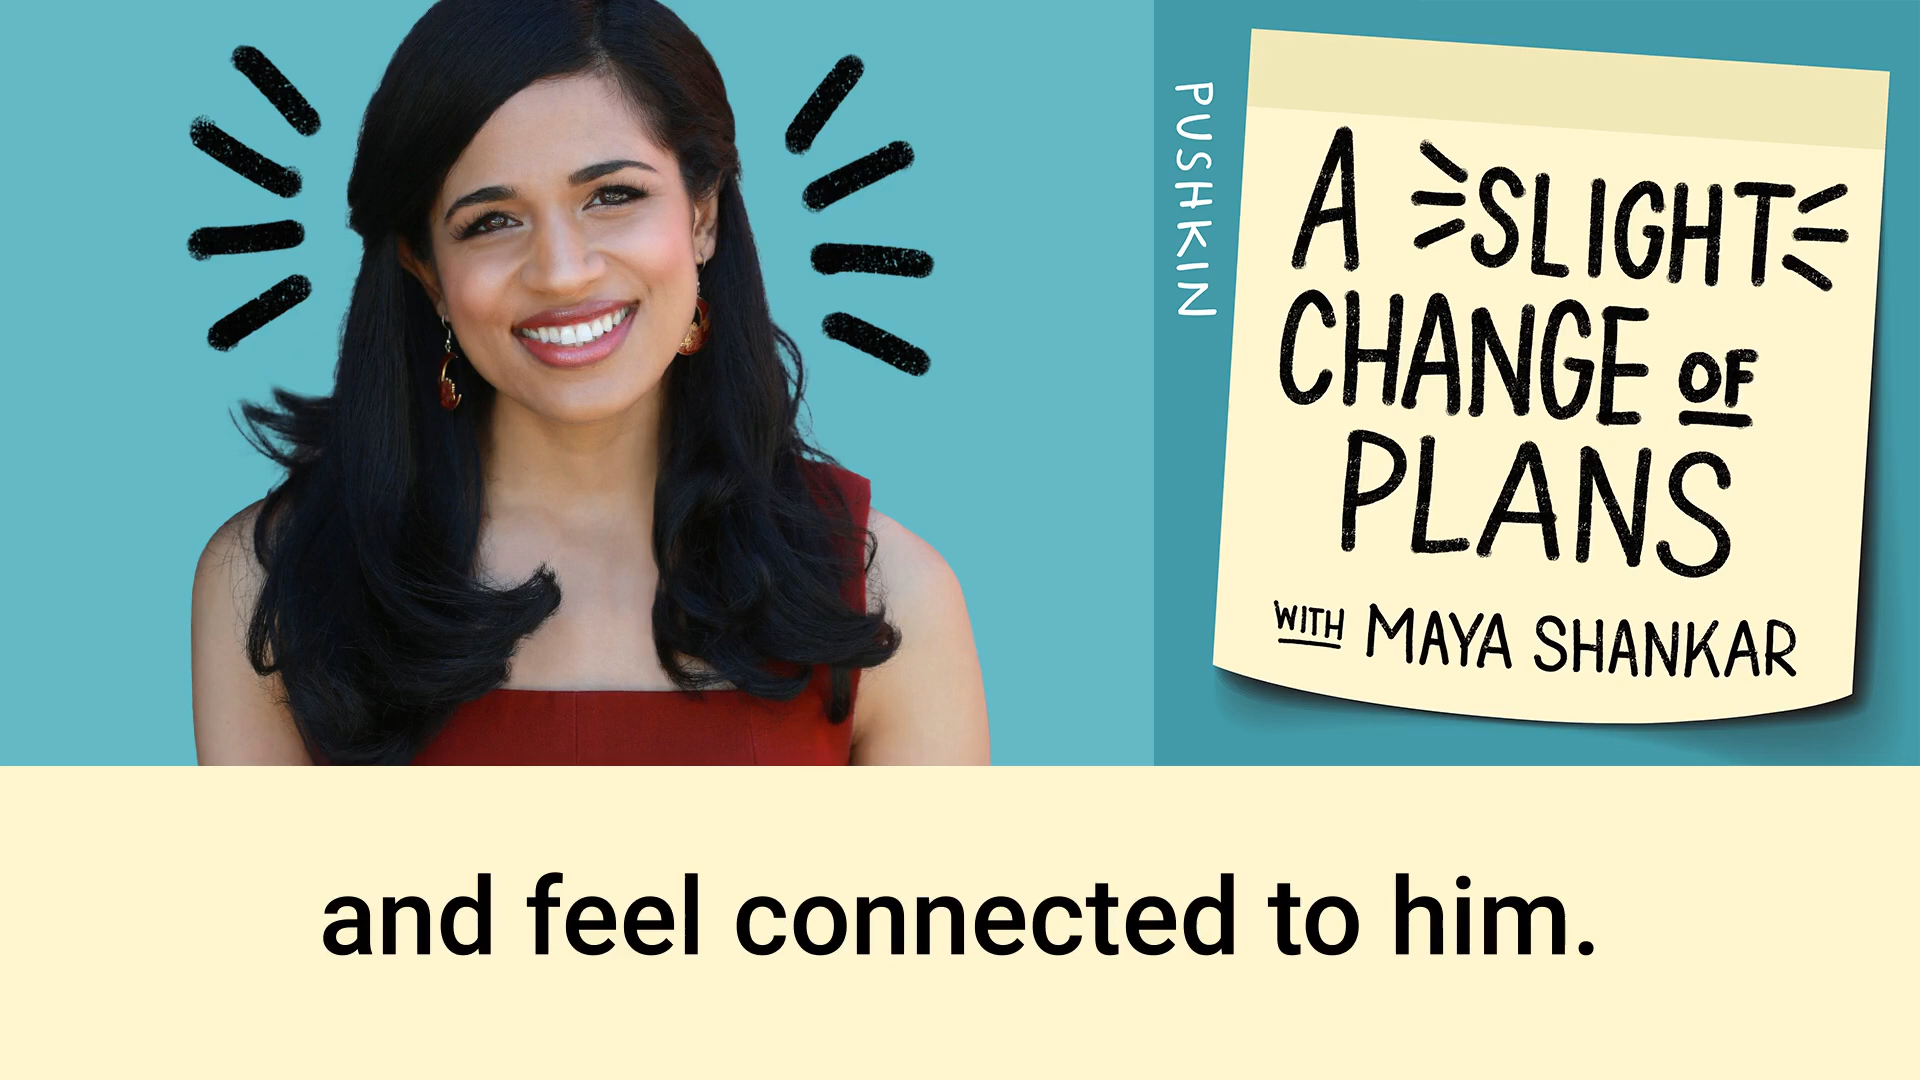 PUSHKIN
A SLIGHT
CHANGE OF
PLANS
WITH MAYA SHANKAR
and feel connected to him.